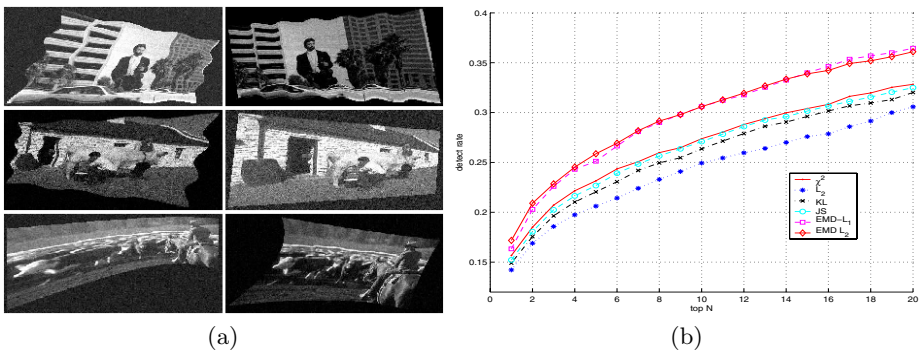 0.4
0.35
0.3
0.25
0.2
0.15
detect rate
χ²
L₂
KL
JS
EMD−L₁
EMD L₂
0 2 4 6 8 10 12 14 16 18 20
top N
(a) (b)